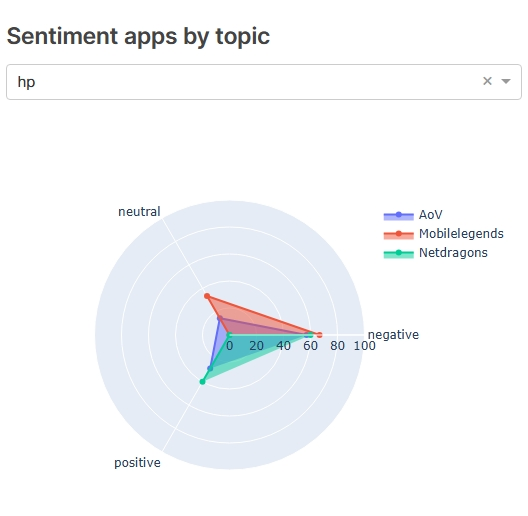 Sentiment apps by topic
hp
neutral
AoV
Mobilelegends
Netdragons
negative
0 20 40 60 80 100
positive